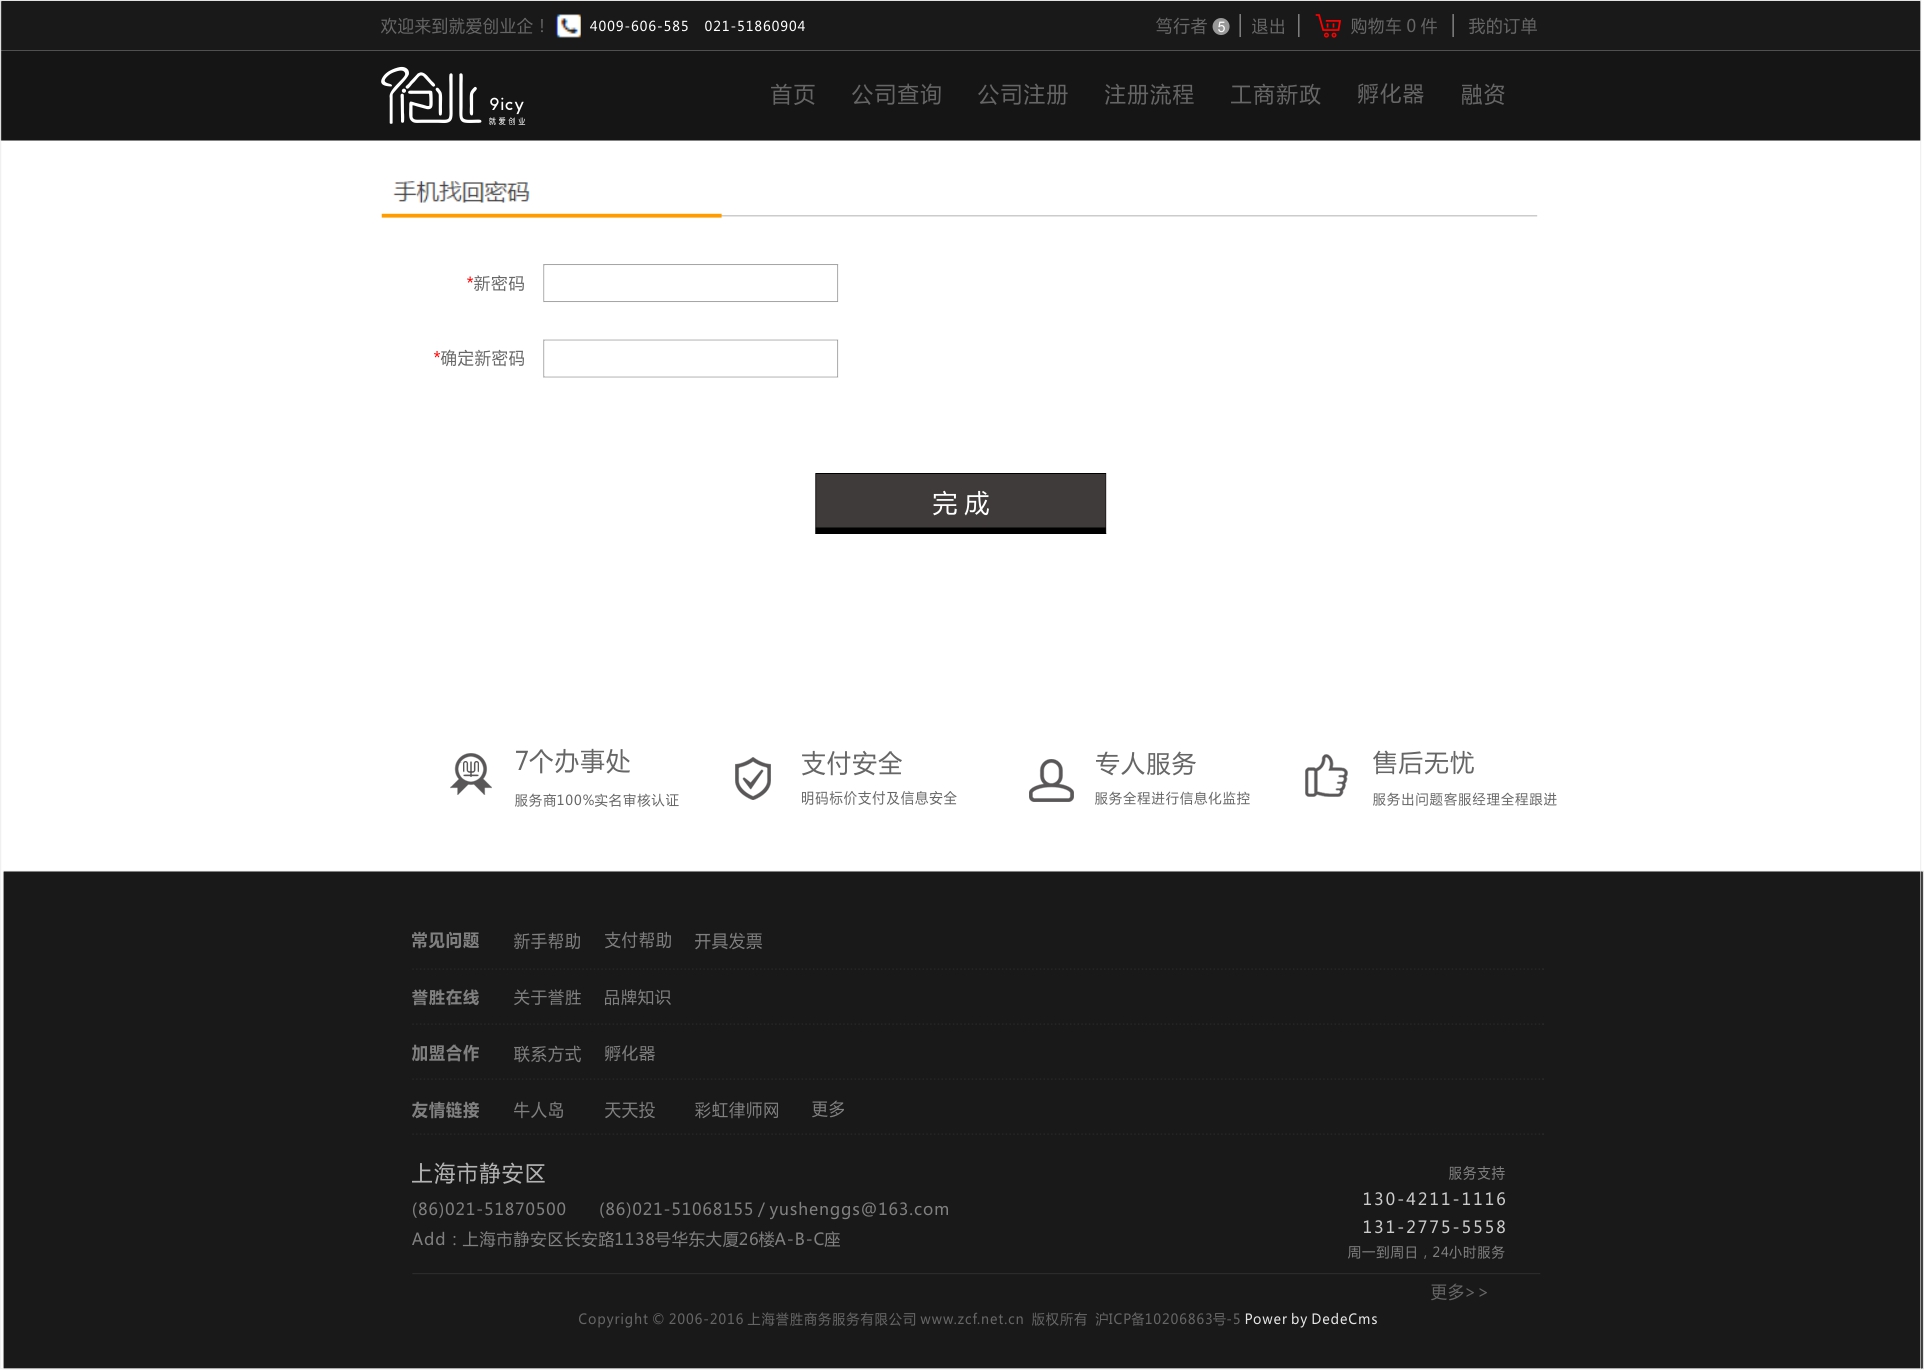 欢迎来到就爱创业企！ 4009-606-585 021-51860904 笃行者 5 退出 购物车 0 件 我的订单
9icy
就爱创业
首页 公司查询 公司注册 注册流程 工商新政 孵化器 融资
手机找回密码
*新密码
*确定新密码
完 成
7个办事处 支付安全 专人服务 售后无忧
服务商100%实名审核认证 明码标价支付及信息安全 服务全程进行信息化监控 服务出问题客服经理全程跟进
常见问题 新手帮助 支付帮助 开具发票
誉胜在线 关于誉胜 品牌知识
加盟合作 联系方式 孵化器
友情链接 牛人岛 天天投 彩虹律师网 更多
上海市静安区
(86)021-51870500 (86)021-51068155 / yushenggs@163.com
Add：上海市静安区长安路1138号华东大厦26楼A-B-C座
服务支持
130-4211-1116
131-2775-5558
周一到周日，24小时服务
更多>>
Copyright © 2006-2016 上海誉胜商务服务有限公司 www.zcf.net.cn 版权所有 沪ICP备10206863号-5 Power by DedeCms